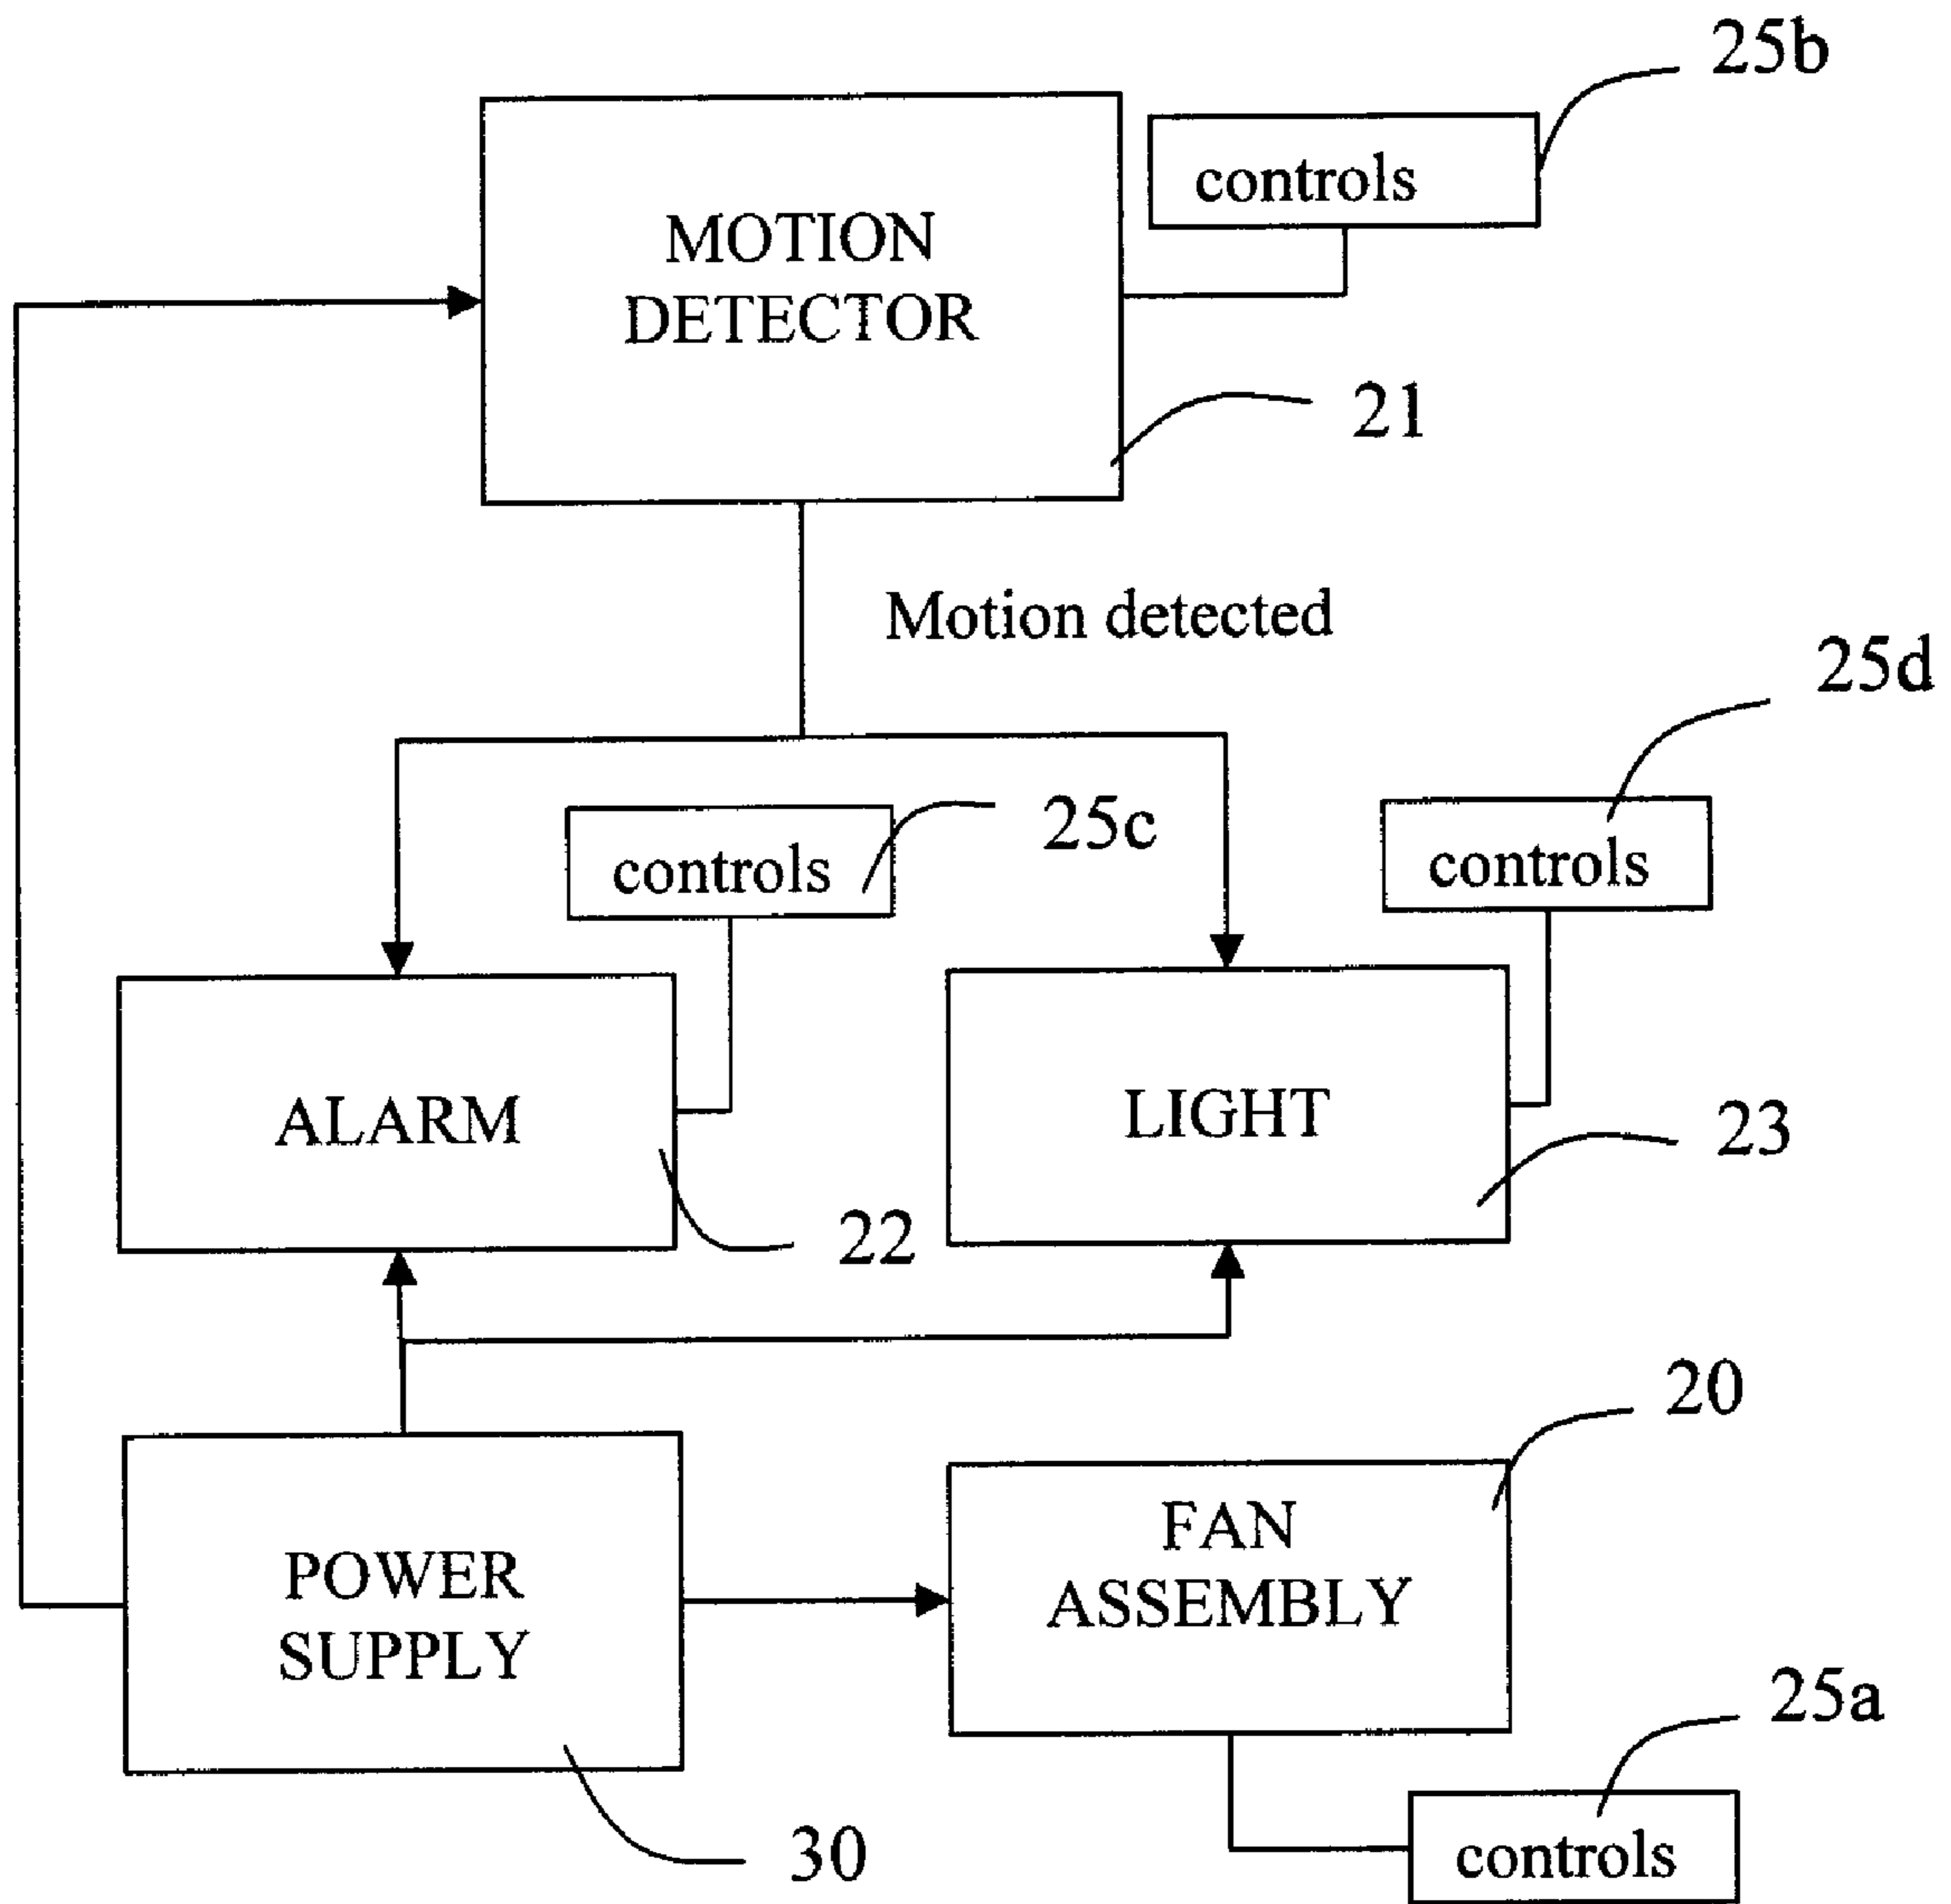 25b
controls
MOTION
DETECTOR
21
Motion detected
25d
25c
controls
controls
ALARM
LIGHT
23
22
20
FAN
ASSEMBLY
POWER
SUPPLY
25a
30
controls